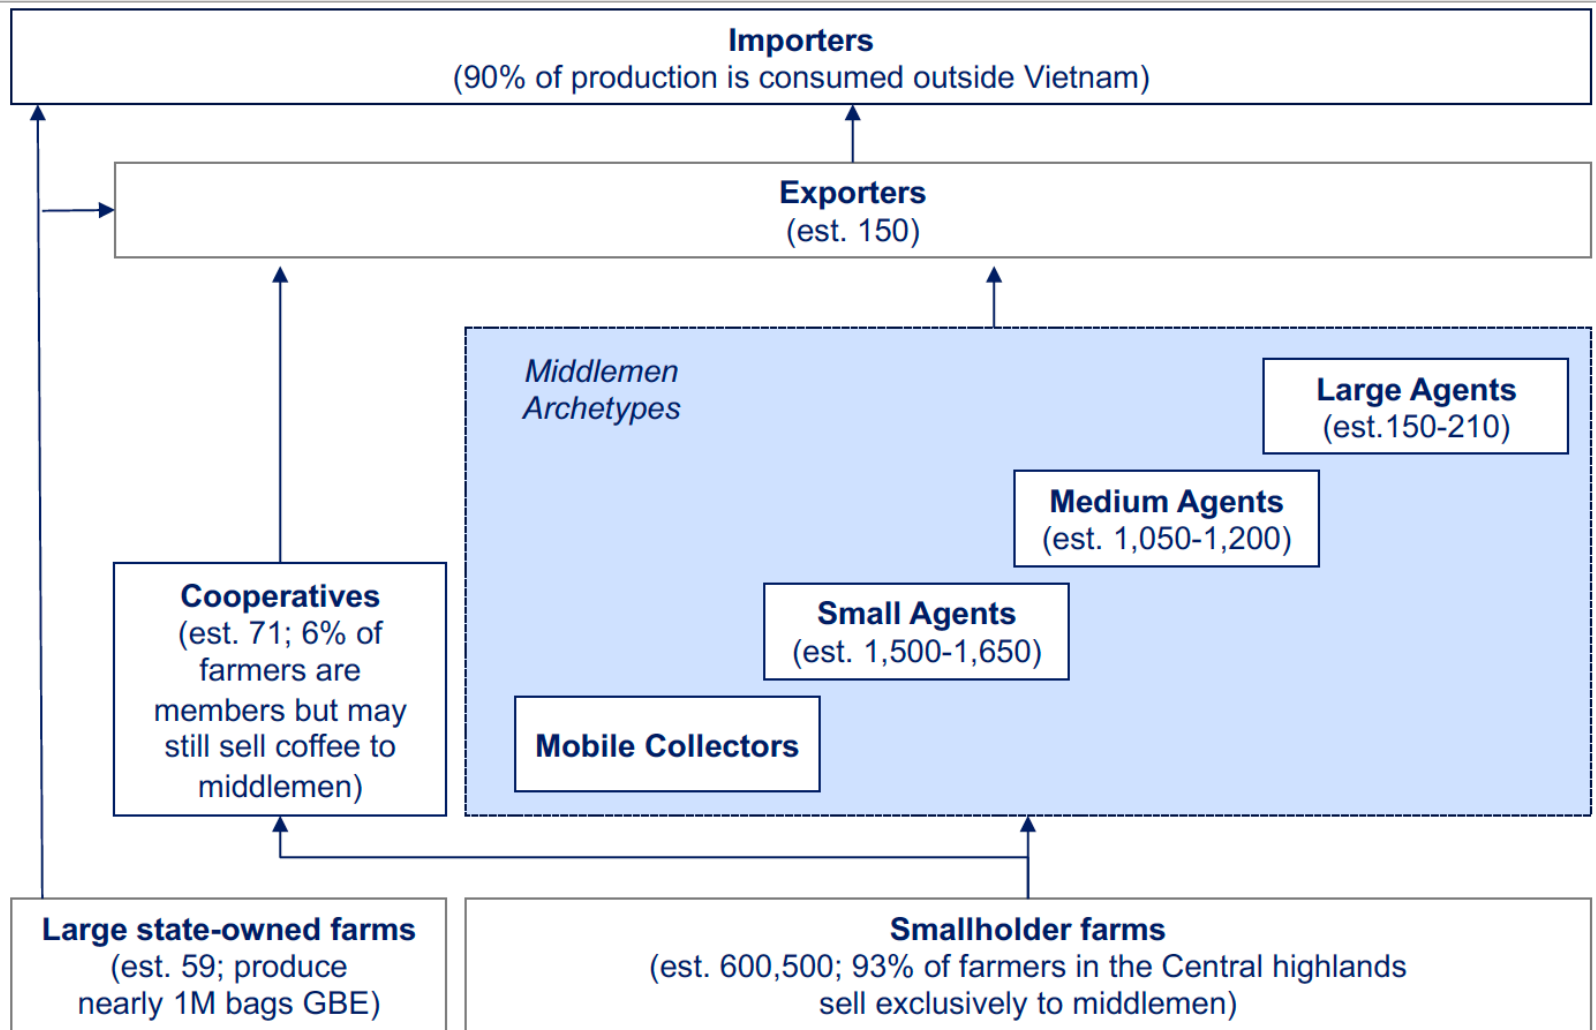 Importers
(90% of production is consumed outside Vietnam)
Exporters
(est. 150)
Middlemen
Archetypes
Large Agents
(est.150-210)
Medium Agents
(est. 1,050-1,200)
Small Agents
(est. 1,500-1,650)
Mobile Collectors
Cooperatives
(est. 71; 6% of
farmers are
members but may
still sell coffee to
middlemen)
Large state-owned farms
(est. 59; produce
nearly 1M bags GBE)
Smallholder farms
(est. 600,500; 93% of farmers in the Central highlands
sell exclusively to middlemen)